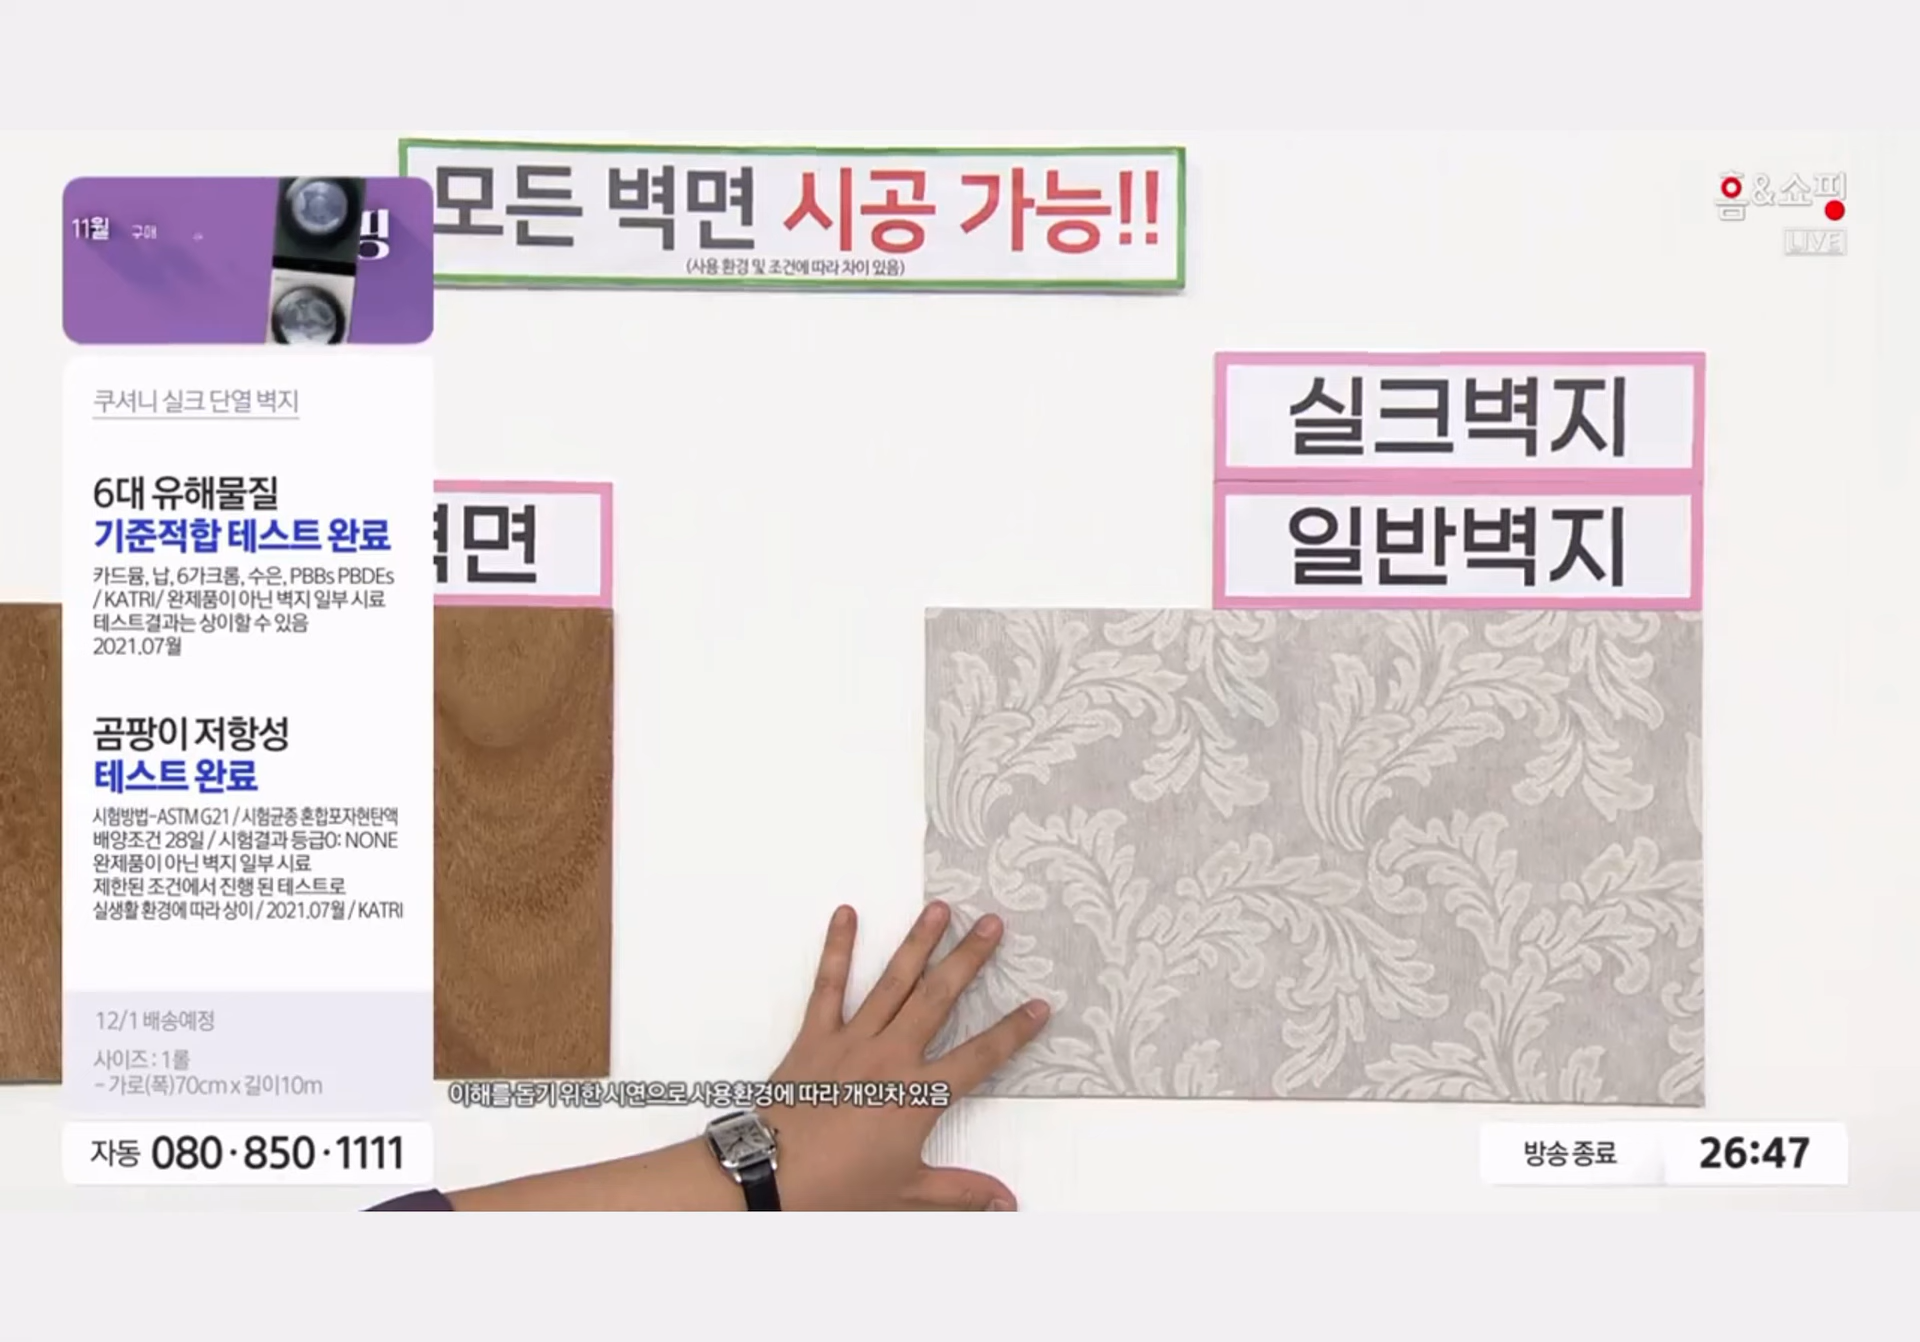 모든 벽면 시공 가능!!
(사용 환경 및 조건에 따라 차이 있음)
홈&쇼핑
LIVE
11월 구매
핑
쿠셔니 실크 단열 벽지
6대 유해물질
기준적합 테스트 완료
카드뮴, 납, 6가크롬, 수은, PBBs PBDEs
/ KATRI/ 완제품이 아닌 벽지 일부 시료
테스트결과는 상이할 수 있음
2021.07월
곰팡이 저항성
테스트 완료
시험방법-ASTM G21 / 시험균종 혼합포자현탄액
배양조건 28일 / 시험결과 등급0: NONE
완제품이 아닌 벽지 일부 시료
제한된 조건에서 진행 된 테스트로
실생활 환경에 따라 상이 / 2021.07월 / KATRI
12/1 배송예정
사이즈 : 1롤
- 가로(폭)70cm x 길이10m
자동 080·850·1111
벽면
실크벽지
일반벽지
이해를 돕기 위한 시연으로 사용환경에 따라 개인차 있음
방송 종료 26:47